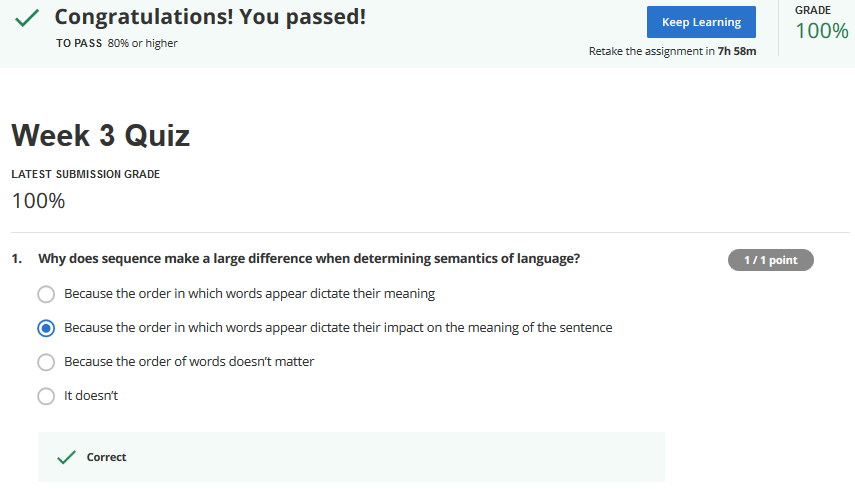 Congratulations! You passed!
TO PASS 80% or higher
Keep Learning
Retake the assignment in 7h 58m
GRADE
100%
Week 3 Quiz
LATEST SUBMISSION GRADE
100%
1. Why does sequence make a large difference when determining semantics of language?
1 / 1 point
Because the order in which words appear dictate their meaning
Because the order in which words appear dictate their impact on the meaning of the sentence
Because the order of words doesn’t matter
It doesn’t
Correct